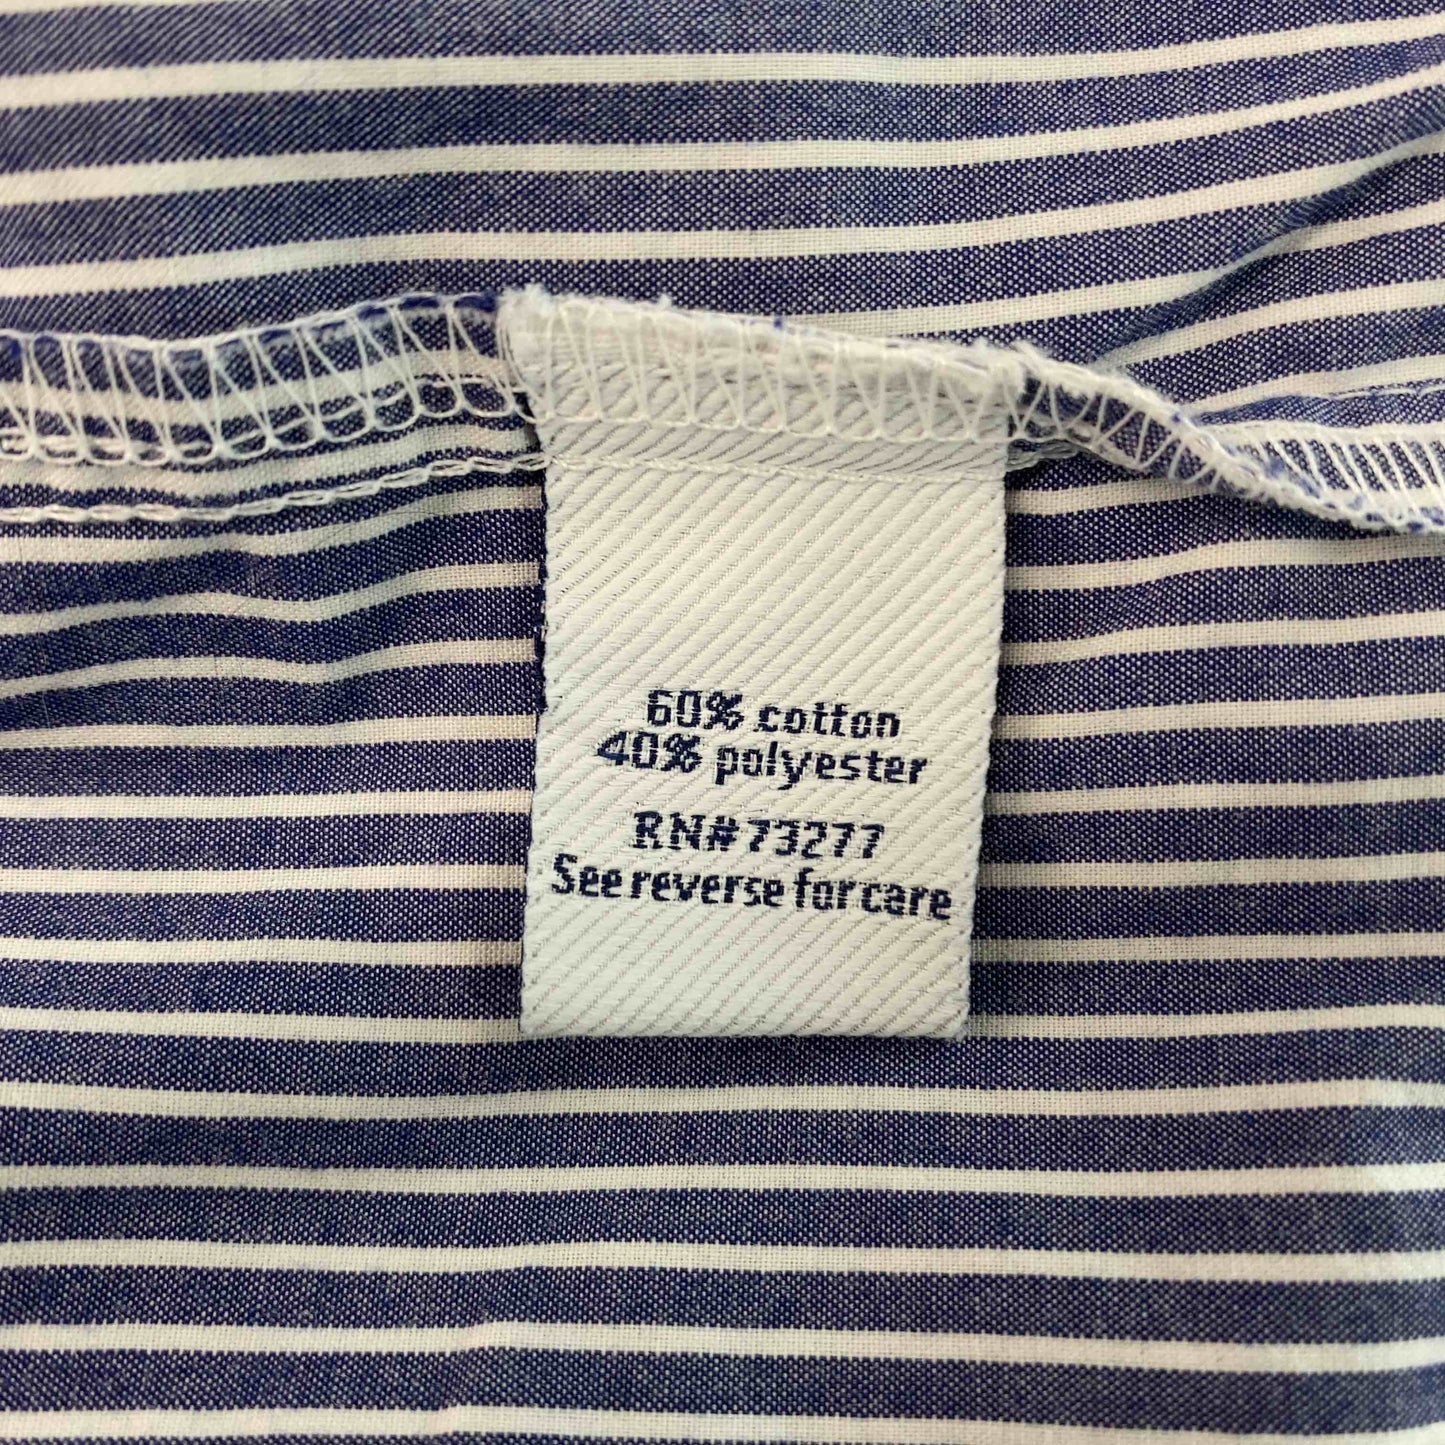 60% cotton
40% polyester
RN#73277
See reverse for care